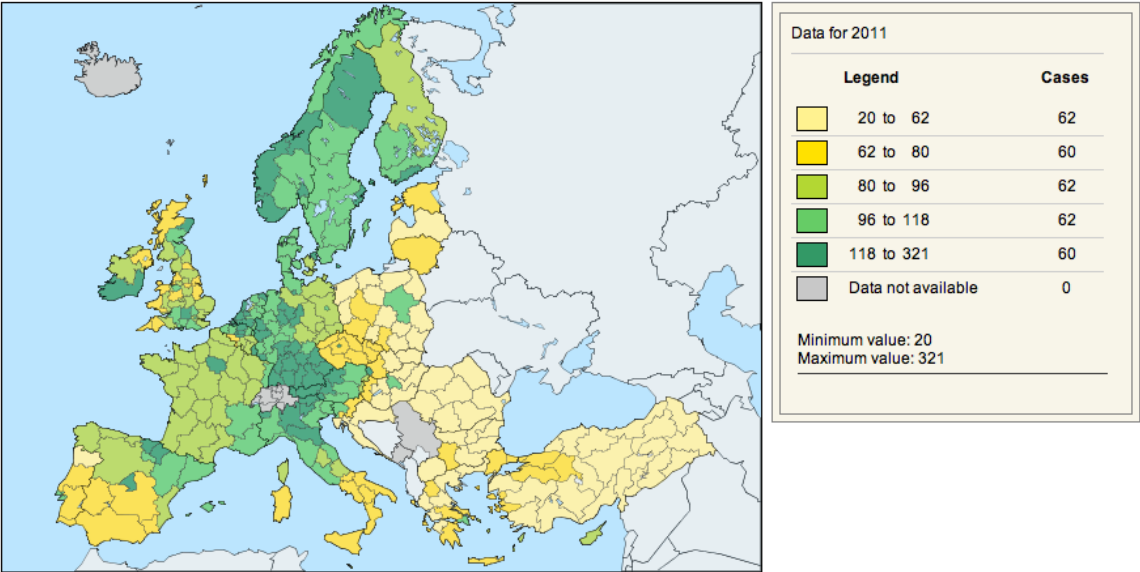 Data for 2011
Legend Cases
20 to 62 62
62 to 80 60
80 to 96 62
96 to 118 62
118 to 321 60
Data not available 0
Minimum value: 20
Maximum value: 321